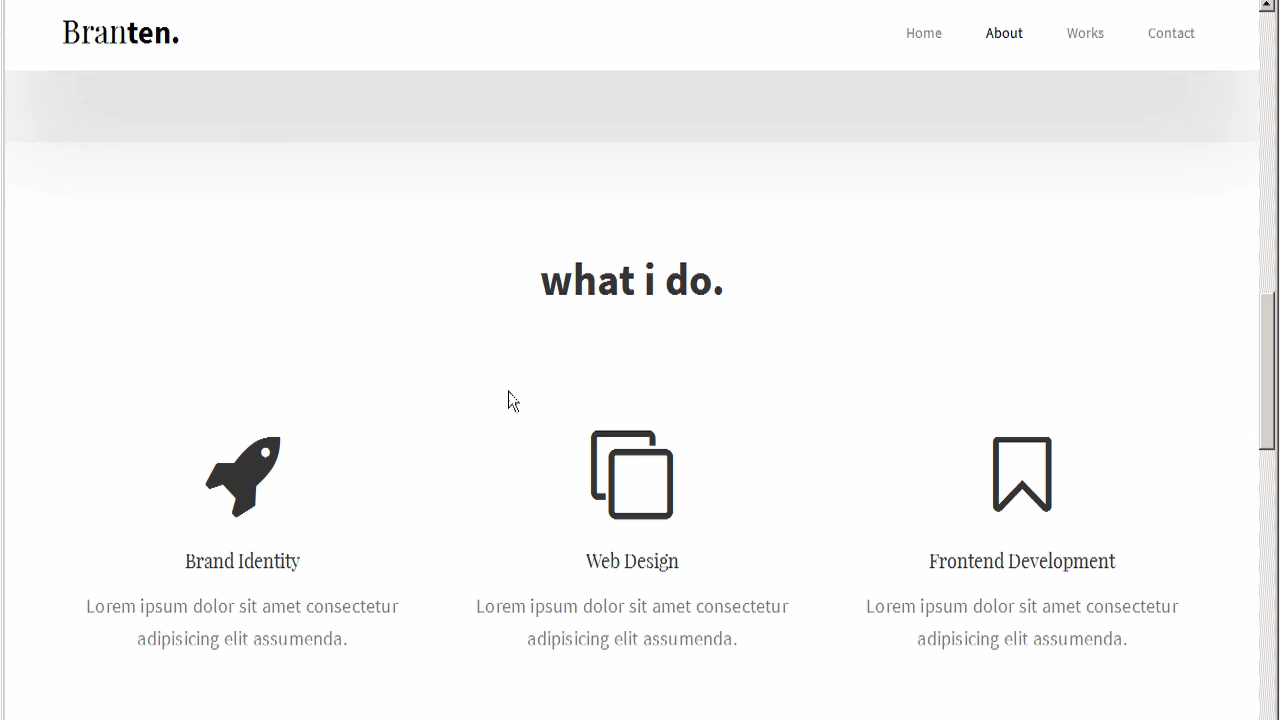 Branten.
Home About Works Contact
what i do.
Brand Identity
Lorem ipsum dolor sit amet consectetur
adipisicing elit assumenda.
Web Design
Lorem ipsum dolor sit amet consectetur
adipisicing elit assumenda.
Frontend Development
Lorem ipsum dolor sit amet consectetur
adipisicing elit assumenda.